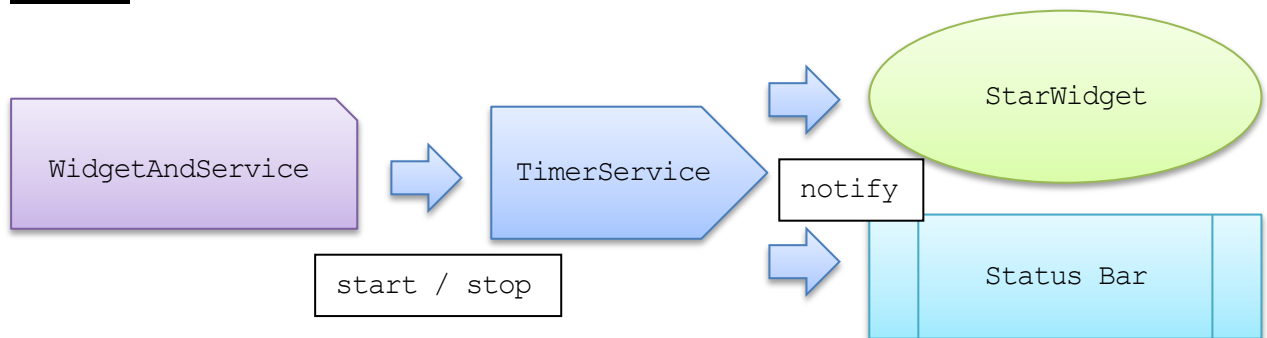 WidgetAndService
start / stop
TimerService
notify
StarWidget
Status Bar